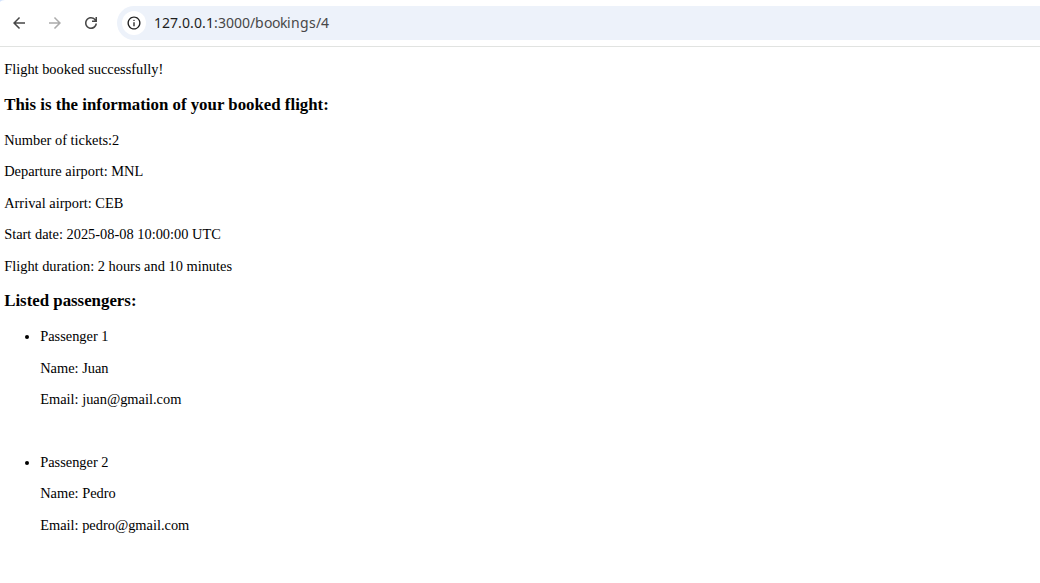 127.0.0.1:3000/bookings/4
Flight booked successfully!
This is the information of your booked flight:
Number of tickets:2
Departure airport: MNL
Arrival airport: CEB
Start date: 2025-08-08 10:00:00 UTC
Flight duration: 2 hours and 10 minutes
Listed passengers:
Passenger 1
Name: Juan
Email: juan@gmail.com
Passenger 2
Name: Pedro
Email: pedro@gmail.com